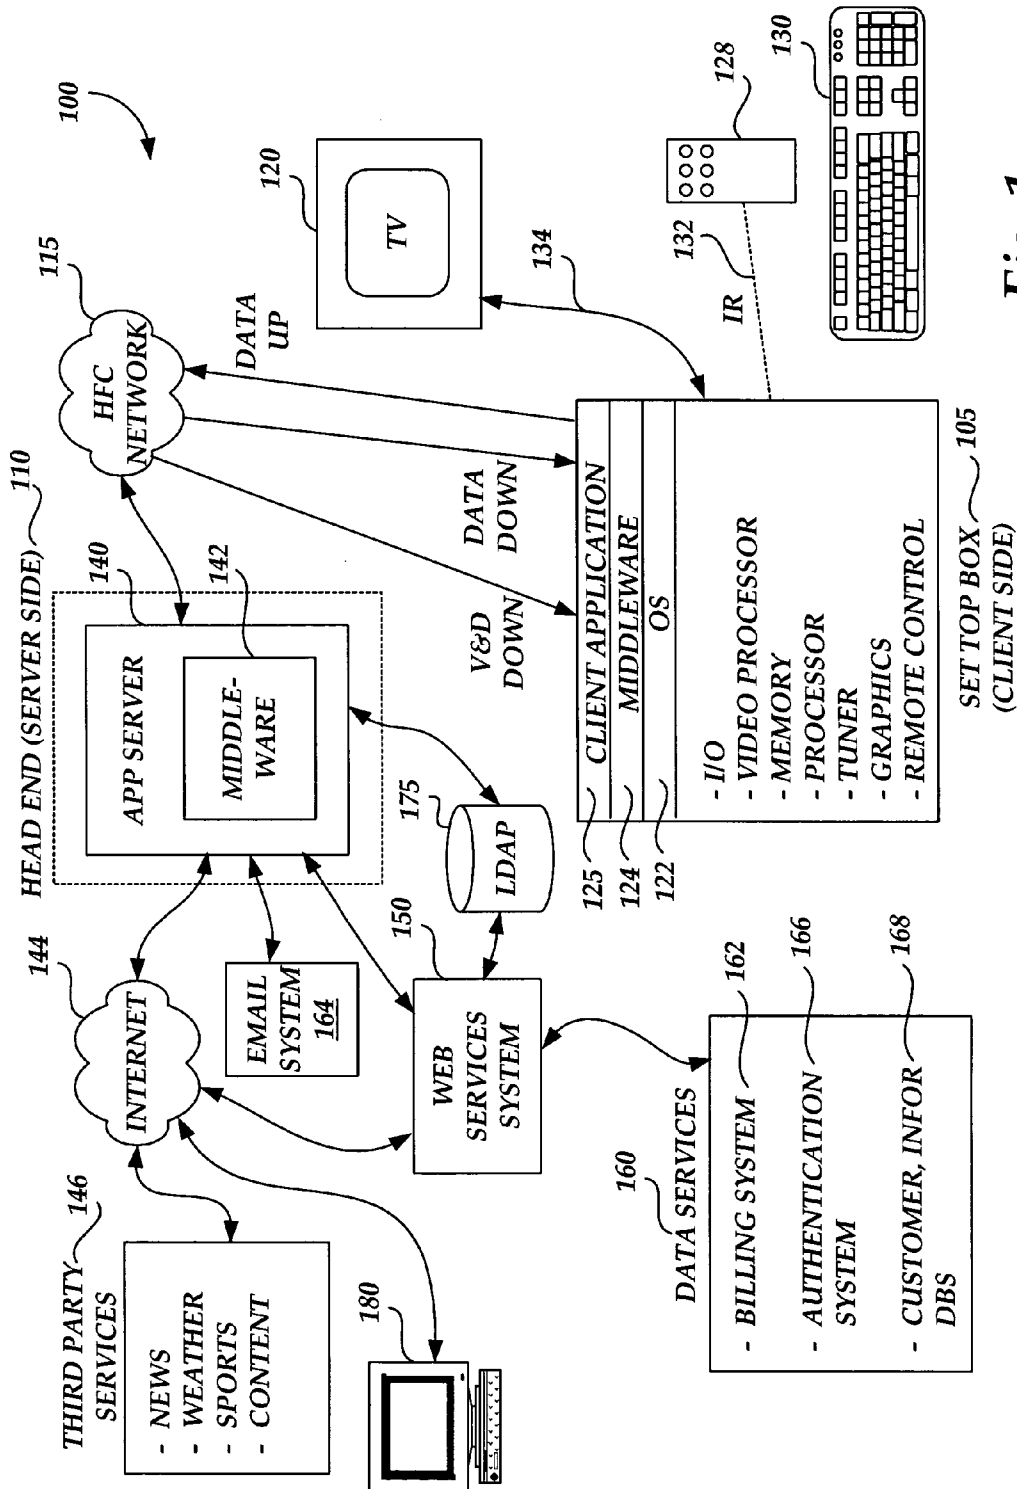 THIRD PARTY
SERVICES
146
- NEWS
- WEATHER
- SPORTS
- CONTENT
180
INTERNET
144
HEAD END (SERVER SIDE)
110
APP SERVER
140
MIDDLE-
WARE
142
EMAIL
SYSTEM
164
WEB
SERVICES
SYSTEM
150
LDAP
175
DATA SERVICES
160
- BILLING SYSTEM
162
- AUTHENTICATION
SYSTEM
166
- CUSTOMER, INFOR
DBS
168
HFC
NETWORK
115
100
DATA
UP
DATA
DOWN
V&D
DOWN
TV
120
134
IR
132
128
130
125
CLIENT APPLICATION
124
MIDDLEWARE
122
OS
- I/O
- VIDEO PROCESSOR
- MEMORY
- PROCESSOR
- TUNER
- GRAPHICS
- REMOTE CONTROL
SET TOP BOX
105
(CLIENT SIDE)